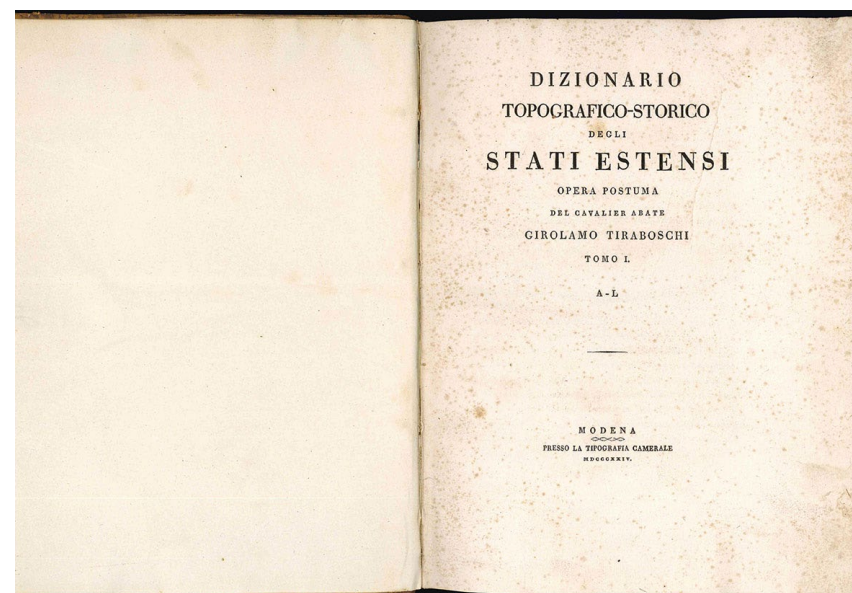 DIZIONARIO
TOPOGRAFICO-STORICO
DEGLI
STATI ESTENSI
OPERA POSTUMA
DEL CAVALIER ABATE
GIROLAMO TIRABOSCHI
TOMO I.
A-L
MODENA
PRESSO LA TIPOGRAFIA CAMERALE
MDCCCXXIV.